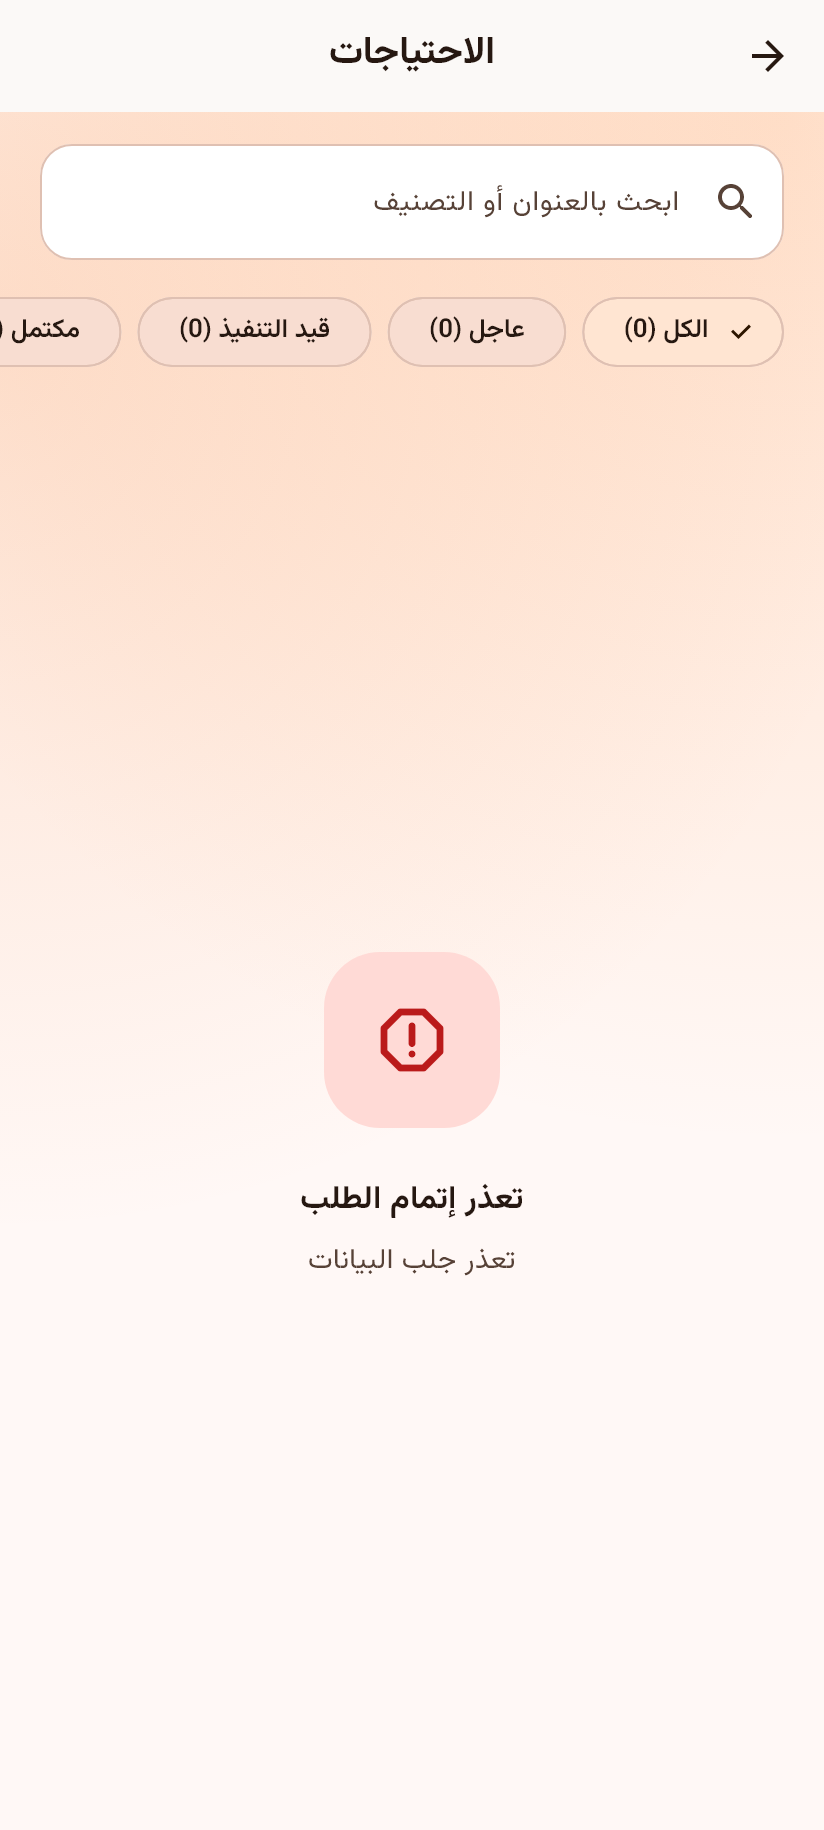 الاحتياجات
ابحث بالعنوان أو التصنيف
الكل (0)
عاجل (0)
قيد التنفيذ (0)
مكتمل (
تعذر إتمام الطلب
تعذر جلب البيانات